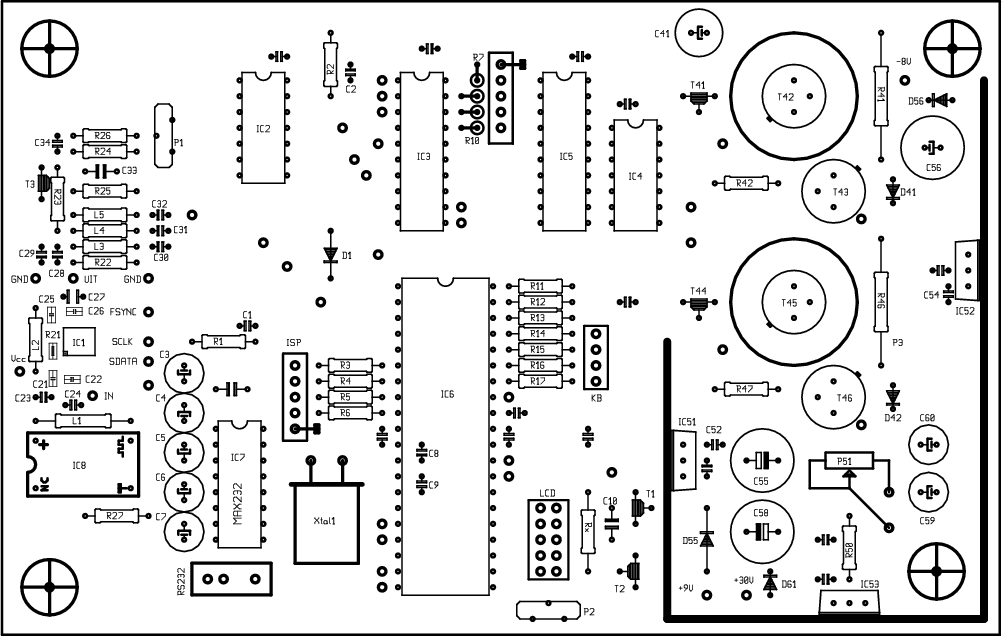 C41
R7
T41
T42
R41
-8V
D56
R2
C2
IC2
IC3
R10
IC5
IC4
C56
C34
R26
R24
P1
C33
T3
R23
R25
R42
T43
D41
L5
C32
L4
C31
L3
C30
C29
C28
R22
D1
GND
UIT
GND
C27
C25
C26
FSYNC
R11
R12
R13
R14
R15
R16
R17
T44
T45
R46
C54
IC52
L2
R21
IC1
SCLK
R1
C1
ISP
P3
Vcc
SDATA
C3
R3
R4
R5
R6
IC6
KB
R47
T46
D42
C21
C22
C23
C24
IN
C4
L1
IC51
C52
C60
+
IC8
NC
C5
IC7
C8
C55
P51
C6
C9
MAX232
Xtal1
LCD
Rx
C10
T1
C58
C59
R27
C7
D55
R50
RS232
T2
+9V
+30V
D61
IC53
P2